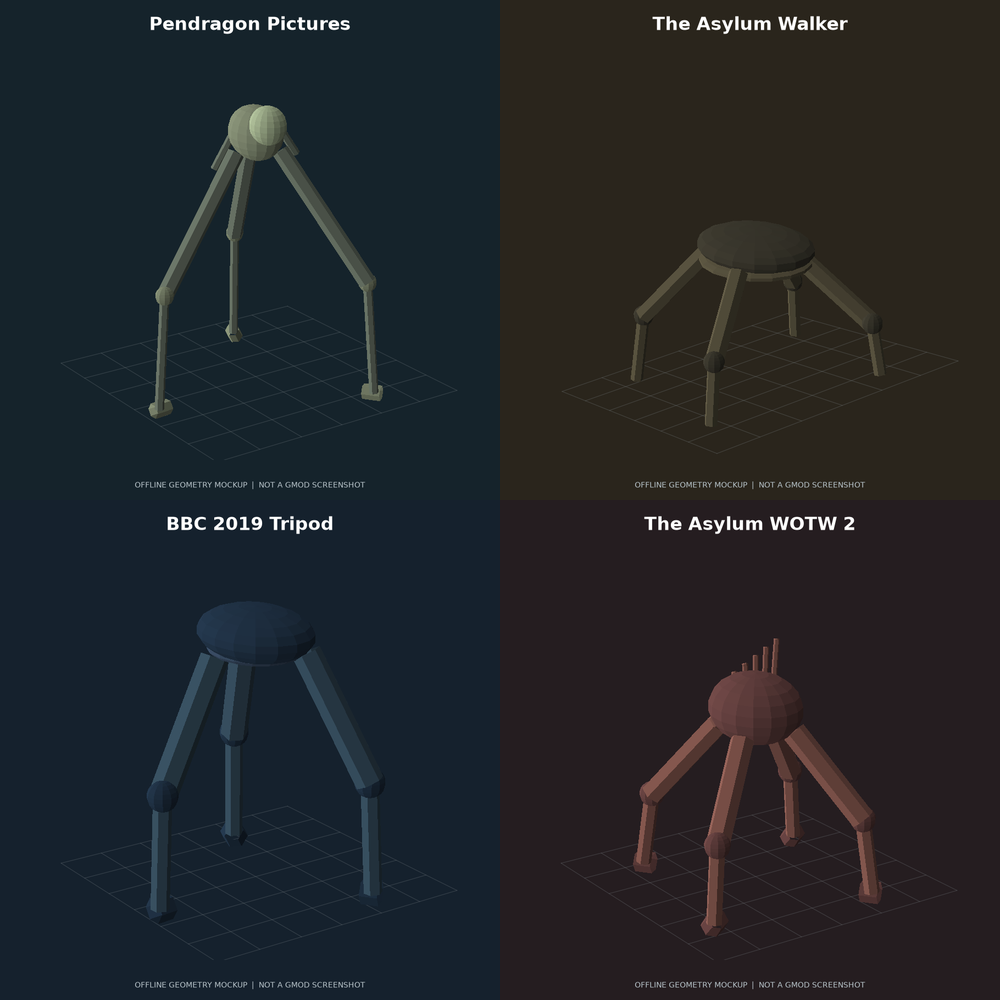 Pendragon Pictures
The Asylum Walker
OFFLINE GEOMETRY MOCKUP | NOT A GMOD SCREENSHOT
OFFLINE GEOMETRY MOCKUP | NOT A GMOD SCREENSHOT
BBC 2019 Tripod
The Asylum WOTW 2
OFFLINE GEOMETRY MOCKUP | NOT A GMOD SCREENSHOT
OFFLINE GEOMETRY MOCKUP | NOT A GMOD SCREENSHOT